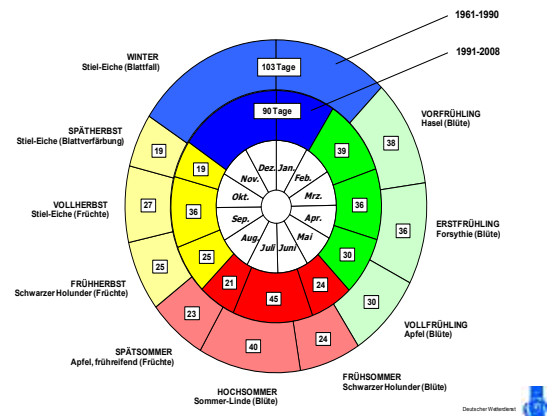 1961-1990
1991-2008
WINTER
Stiel-Eiche (Blattfall)
103 Tage
90 Tage
VORFRÜHLING
Hasel (Blüte)
38
39
ERSTFRÜHLING
Forsythie (Blüte)
36
36
VOLLFRÜHLING
Apfel (Blüte)
30
30
FRÜHSOMMER
Schwarzer Holunder (Blüte)
24
24
HOCHSOMMER
Sommer-Linde (Blüte)
40
45
SPÄTSOMMER
Apfel, frühreifend (Früchte)
23
21
FRÜHHERBST
Schwarzer Holunder (Früchte)
25
25
VOLLHERBST
Stiel-Eiche (Früchte)
27
36
SPÄTHERBST
Stiel-Eiche (Blattverfärbung)
19
19
Jan.
Feb.
Mrz.
Apr.
Mai
Juni
Juli
Aug.
Sep.
Okt.
Nov.
Dez.
Deutscher Wetterdienst